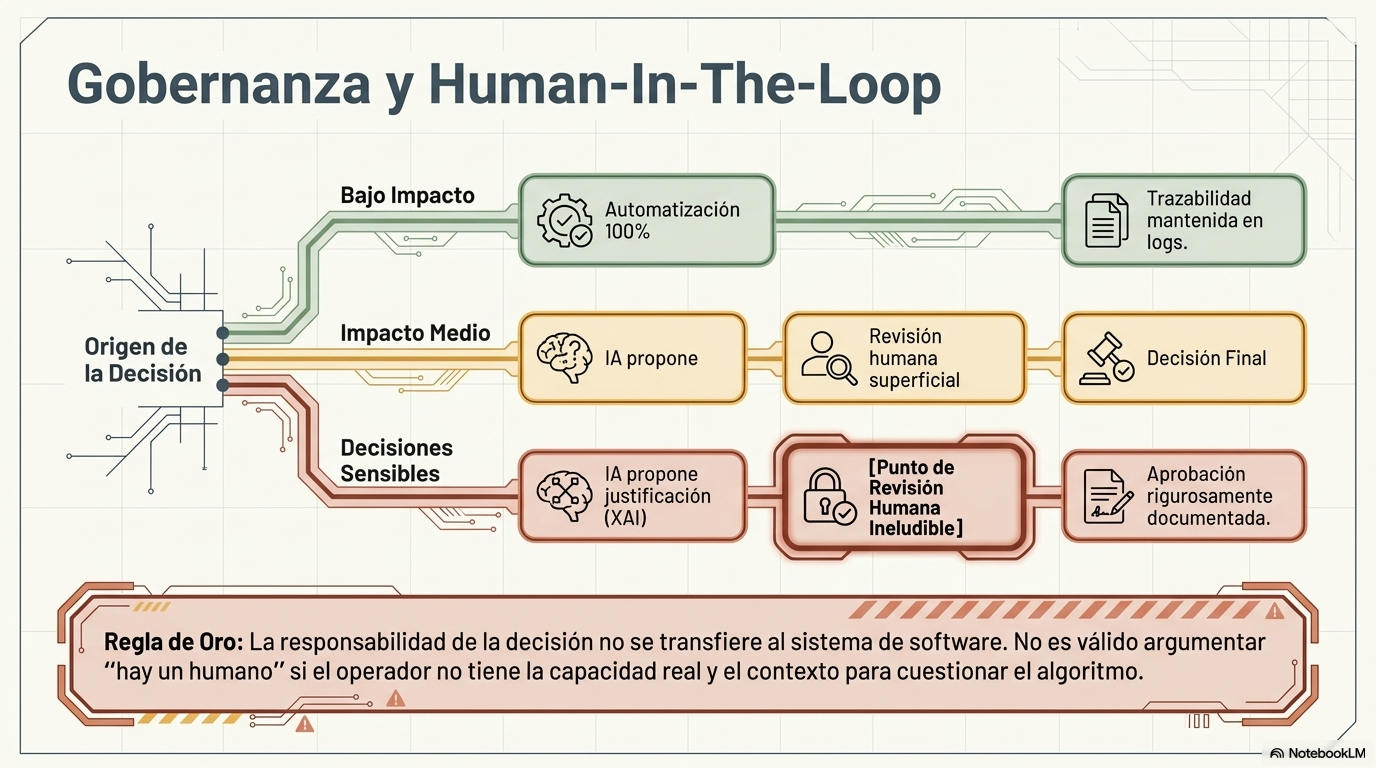 Gobernanza y Human-In-The-Loop
Bajo Impacto
Automatización
100%
Trazabilidad
mantenida en
logs.
Origen de
la Decisión
Impacto Medio
IA propone
Revisión
humana
superficial
Decisión Final
Decisiones
Sensibles
IA propone
justificación
(XAI)
[Punto de
Revisión
Humana
Ineludible]
Aprobación
rigurosamente
documentada.
Regla de Oro: La responsabilidad de la decisión no se transfiere al sistema de software. No es válido argumentar
“hay un humano” si el operador no tiene la capacidad real y el contexto para cuestionar el algoritmo.
NotebookLM